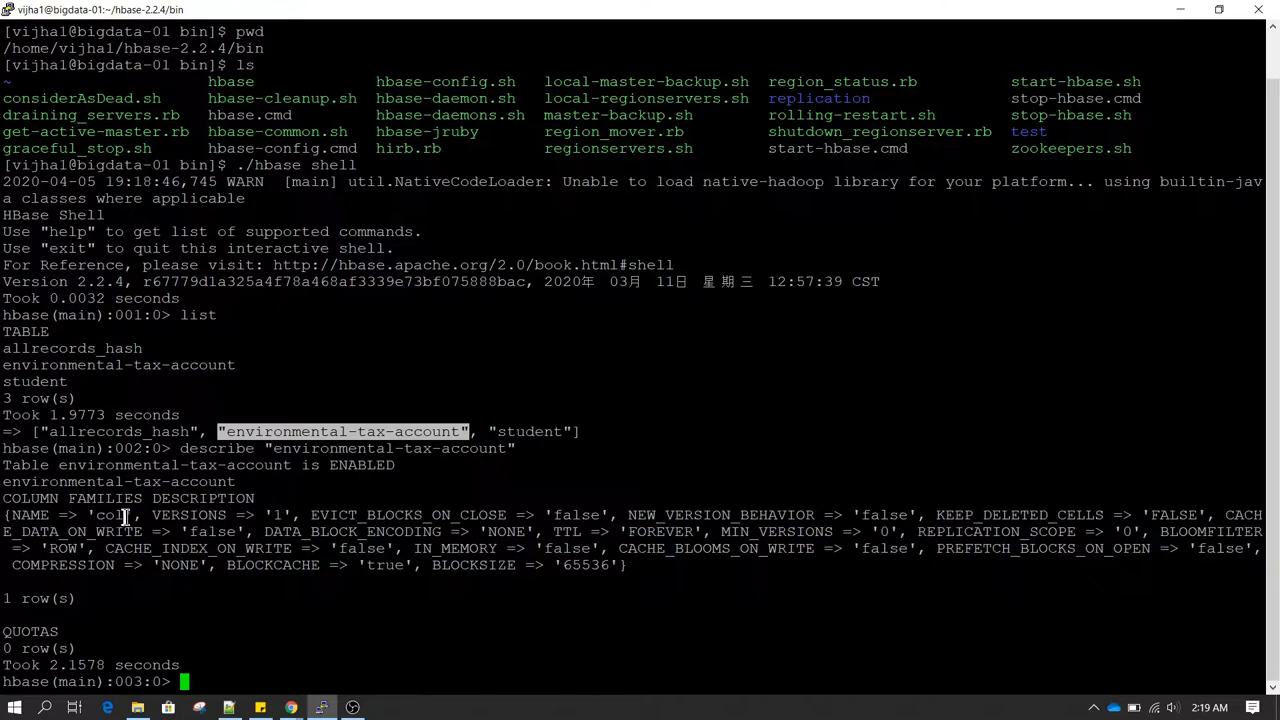 vijha1@bigdata-01:~/hbase-2.2.4/bin
[vijha1@bigdata-01 bin]$ pwd
/home/vijha1/hbase-2.2.4/bin
[vijha1@bigdata-01 bin]$ ls
~ hbase hbase-config.sh local-master-backup.sh region_status.rb start-hbase.sh
considerAsDead.sh hbase-cleanup.sh hbase-daemon.sh local-regionservers.sh replication stop-hbase.cmd
draining_servers.rb hbase.cmd hbase-daemons.sh master-backup.sh rolling-restart.sh stop-hbase.sh
get-active-master.rb hbase-common.sh hbase-jruby region_mover.rb shutdown_regionserver.rb test
graceful_stop.sh hbase-config.cmd hirb.rb regionservers.sh start-hbase.cmd zookeepers.sh
[vijha1@bigdata-01 bin]$ ./hbase shell
2020-04-05 19:18:46,745 WARN [main] util.NativeCodeLoader: Unable to load native-hadoop library for your platform... using builtin-jav
a classes where applicable
HBase Shell
Use "help" to get list of supported commands.
Use "exit" to quit this interactive shell.
For Reference, please visit: http://hbase.apache.org/2.0/book.html#shell
Version 2.2.4, r67779d1a325a4f78a468af3339e73bf075888bac, 2020年 03月 11日 星期三 12:57:39 CST
Took 0.0032 seconds
hbase(main):001:0> list
TABLE
allrecords_hash
environmental-tax-account
student
3 row(s)
Took 1.9773 seconds
=> ["allrecords_hash", "environmental-tax-account", "student"]
hbase(main):002:0> describe "environmental-tax-account"
Table environmental-tax-account is ENABLED
environmental-tax-account
COLUMN FAMILIES DESCRIPTION
{NAME => 'col', VERSIONS => '1', EVICT_BLOCKS_ON_CLOSE => 'false', NEW_VERSION_BEHAVIOR => 'false', KEEP_DELETED_CELLS => 'FALSE', CACH
E_DATA_ON_WRITE => 'false', DATA_BLOCK_ENCODING => 'NONE', TTL => 'FOREVER', MIN_VERSIONS => '0', REPLICATION_SCOPE => '0', BLOOMFILTER
=> 'ROW', CACHE_INDEX_ON_WRITE => 'false', IN_MEMORY => 'false', CACHE_BLOOMS_ON_WRITE => 'false', PREFETCH_BLOCKS_ON_OPEN => 'false',
COMPRESSION => 'NONE', BLOCKCACHE => 'true', BLOCKSIZE => '65536'}
1 row(s)
QUOTAS
0 row(s)
Took 2.1578 seconds
hbase(main):003:0>
2:19 AM